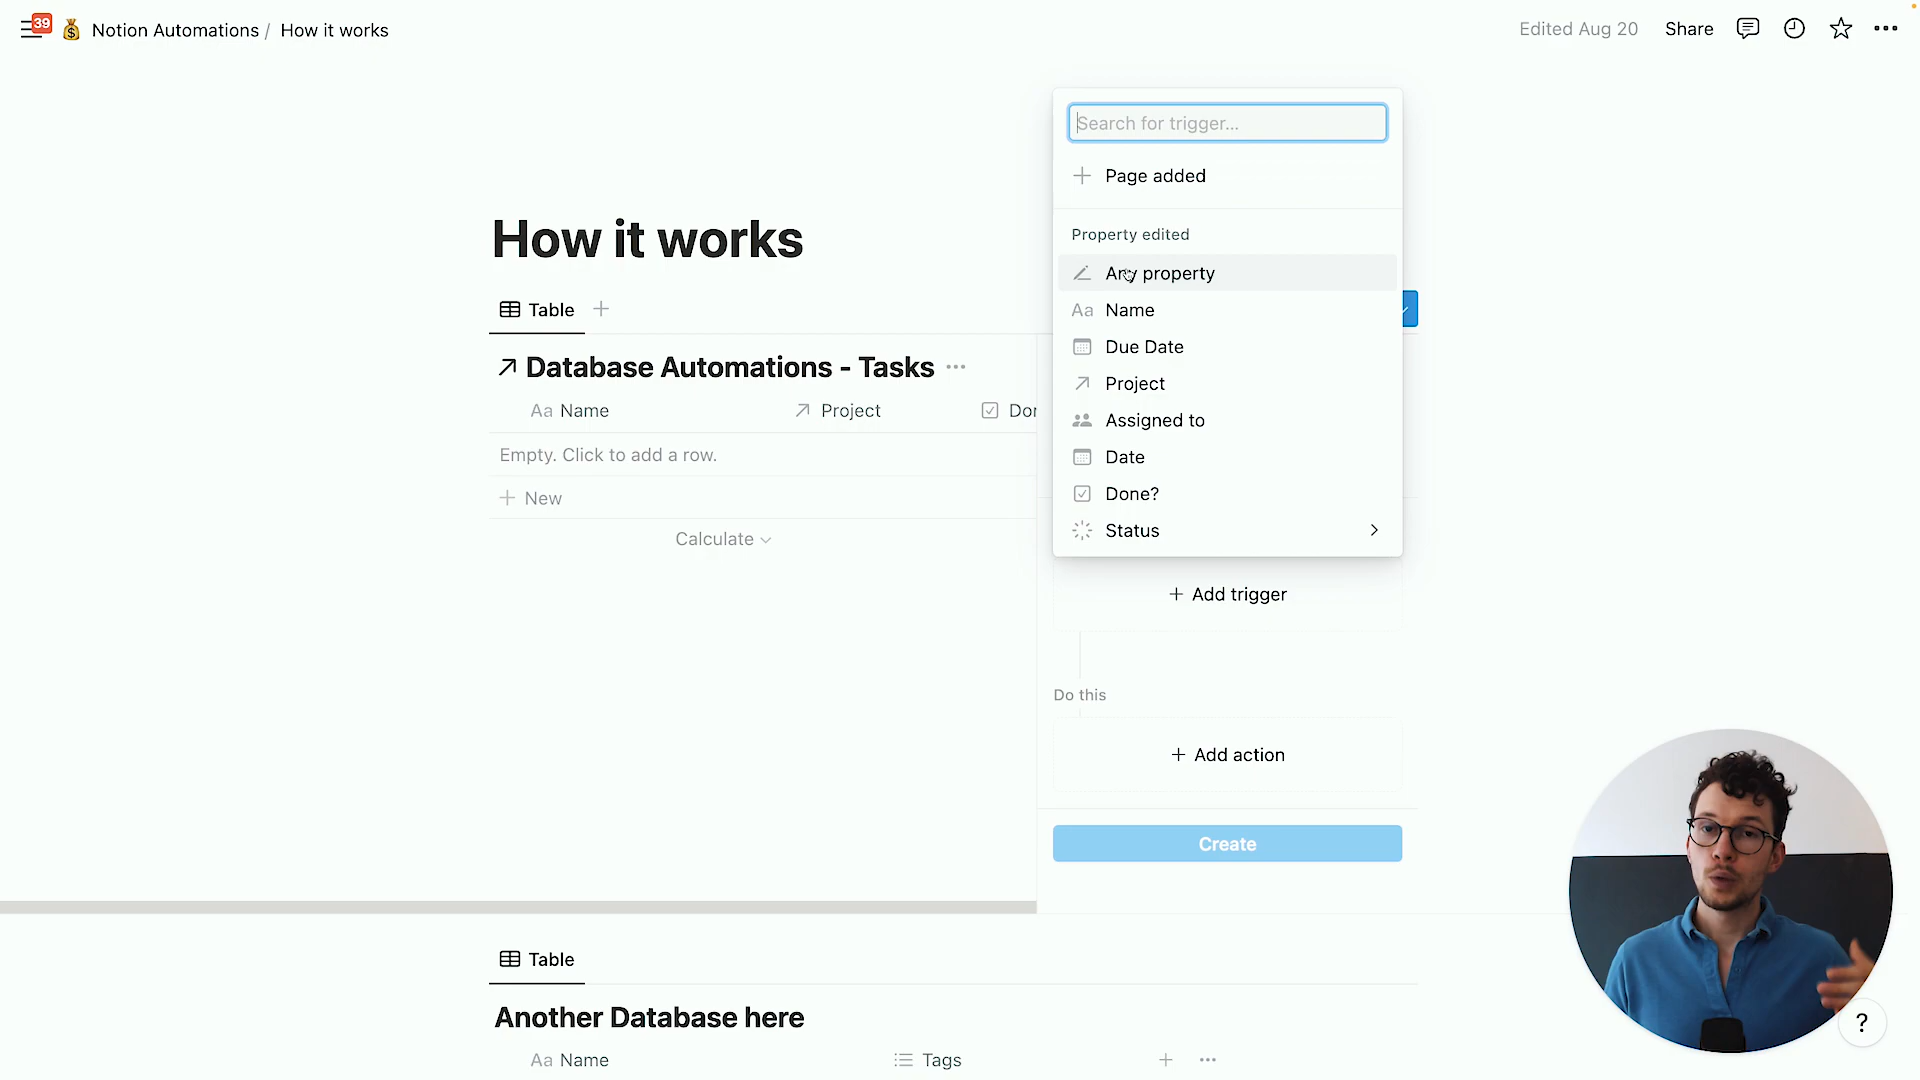 39
Notion Automations / How it works
Edited Aug 20
Share
Search for trigger...
Page added
Property edited
Any property
Aa Name
Due Date
Project
Assigned to
Date
Done?
Status
How it works
Table
Database Automations - Tasks
Aa Name
Project
Dor
Empty. Click to add a row.
+ New
Calculate
+ Add trigger
Do this
+ Add action
Create
Table
Another Database here
Aa Name
Tags
?